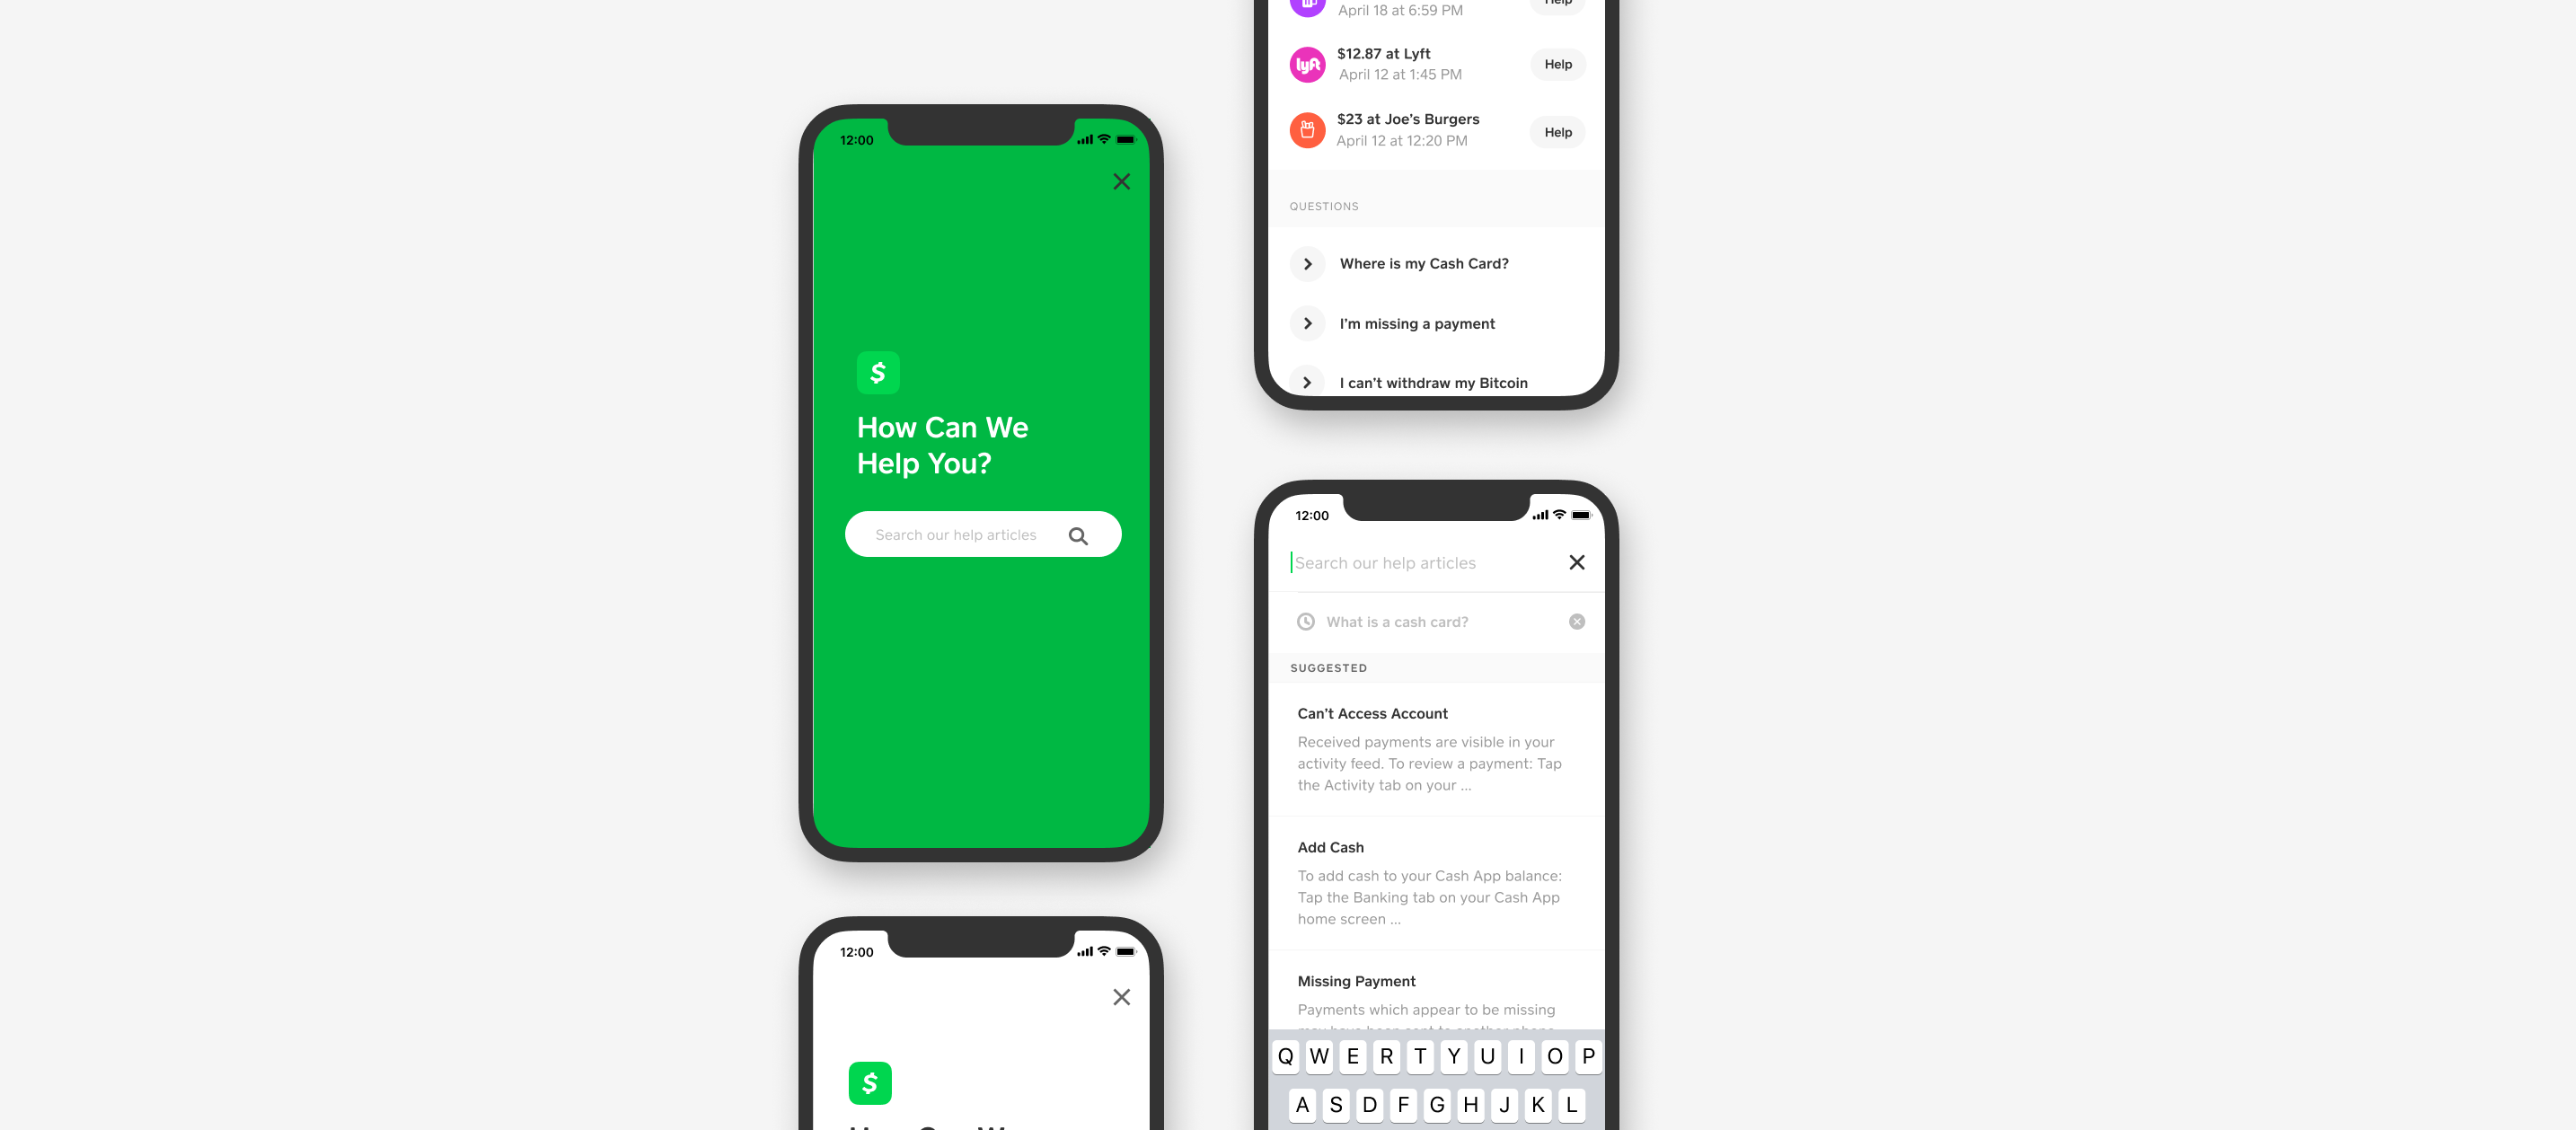 12:00
How Can We
Help You?
Search our help articles
12:00
April 18 at 6:59 PM
Help
$12.87 at Lyft
April 12 at 1:45 PM
lyft
Help
$23 at Joe's Burgers
April 12 at 12:20 PM
Help
QUESTIONS
Where is my Cash Card?
I'm missing a payment
I can't withdraw my Bitcoin
12:00
Search our help articles
What is a cash card?
SUGGESTED
Can't Access Account
Received payments are visible in your
activity feed. To review a payment: Tap
the Activity tab on your ...
Add Cash
To add cash to your Cash App balance:
Tap the Banking tab on your Cash App
home screen ...
Missing Payment
Payments which appear to be missing
Q W E R T Y U I O P
A S D F G H J K L